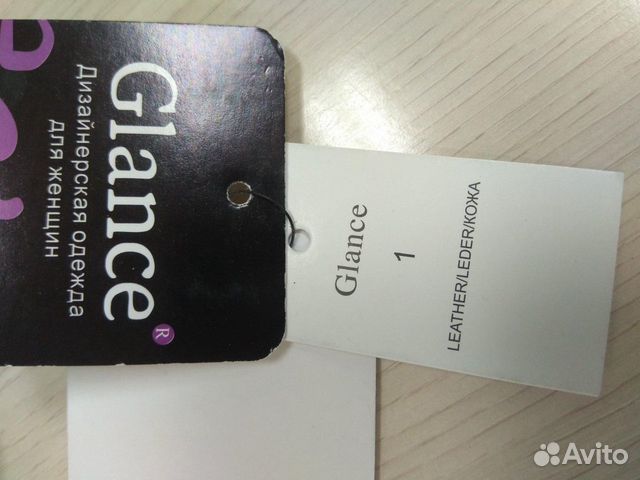 Glance®
Дизайнерская одежда
для женщин
Glance
1
LEATHER/LEDER/КОЖА
Avito